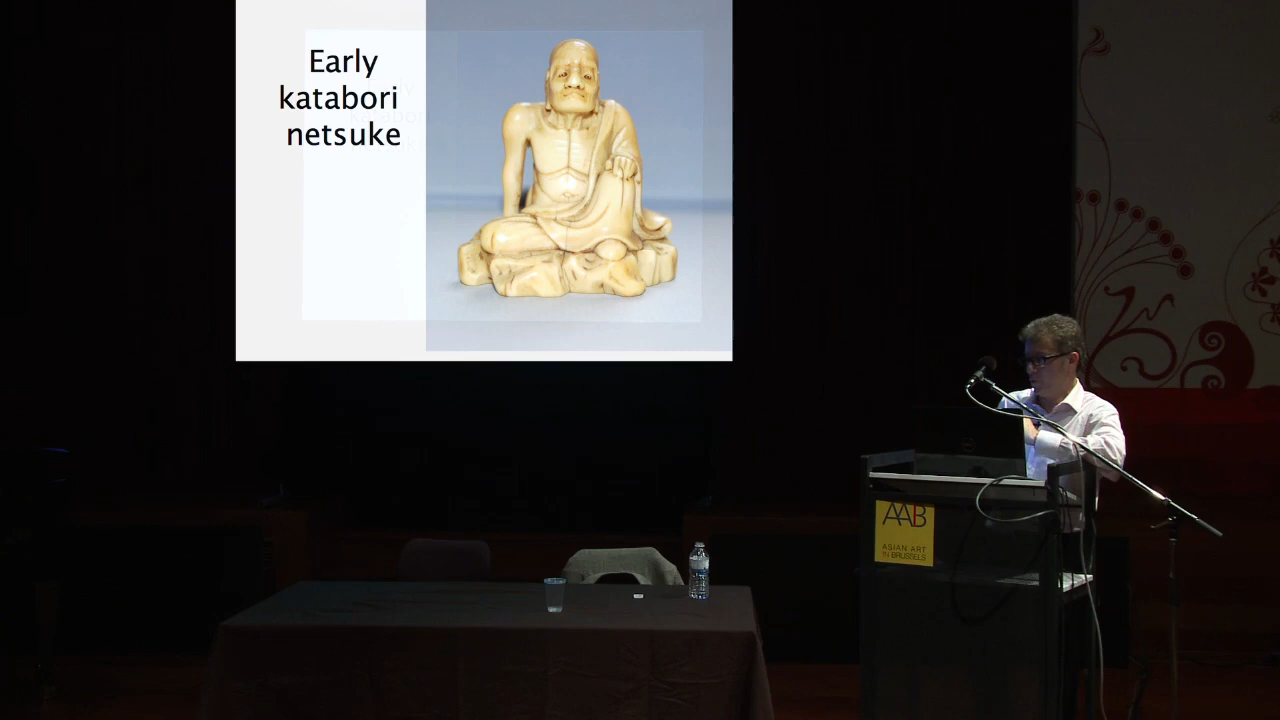 Early
katabori
netsuke
AAB
ASIAN ART
IN BRUSSELS